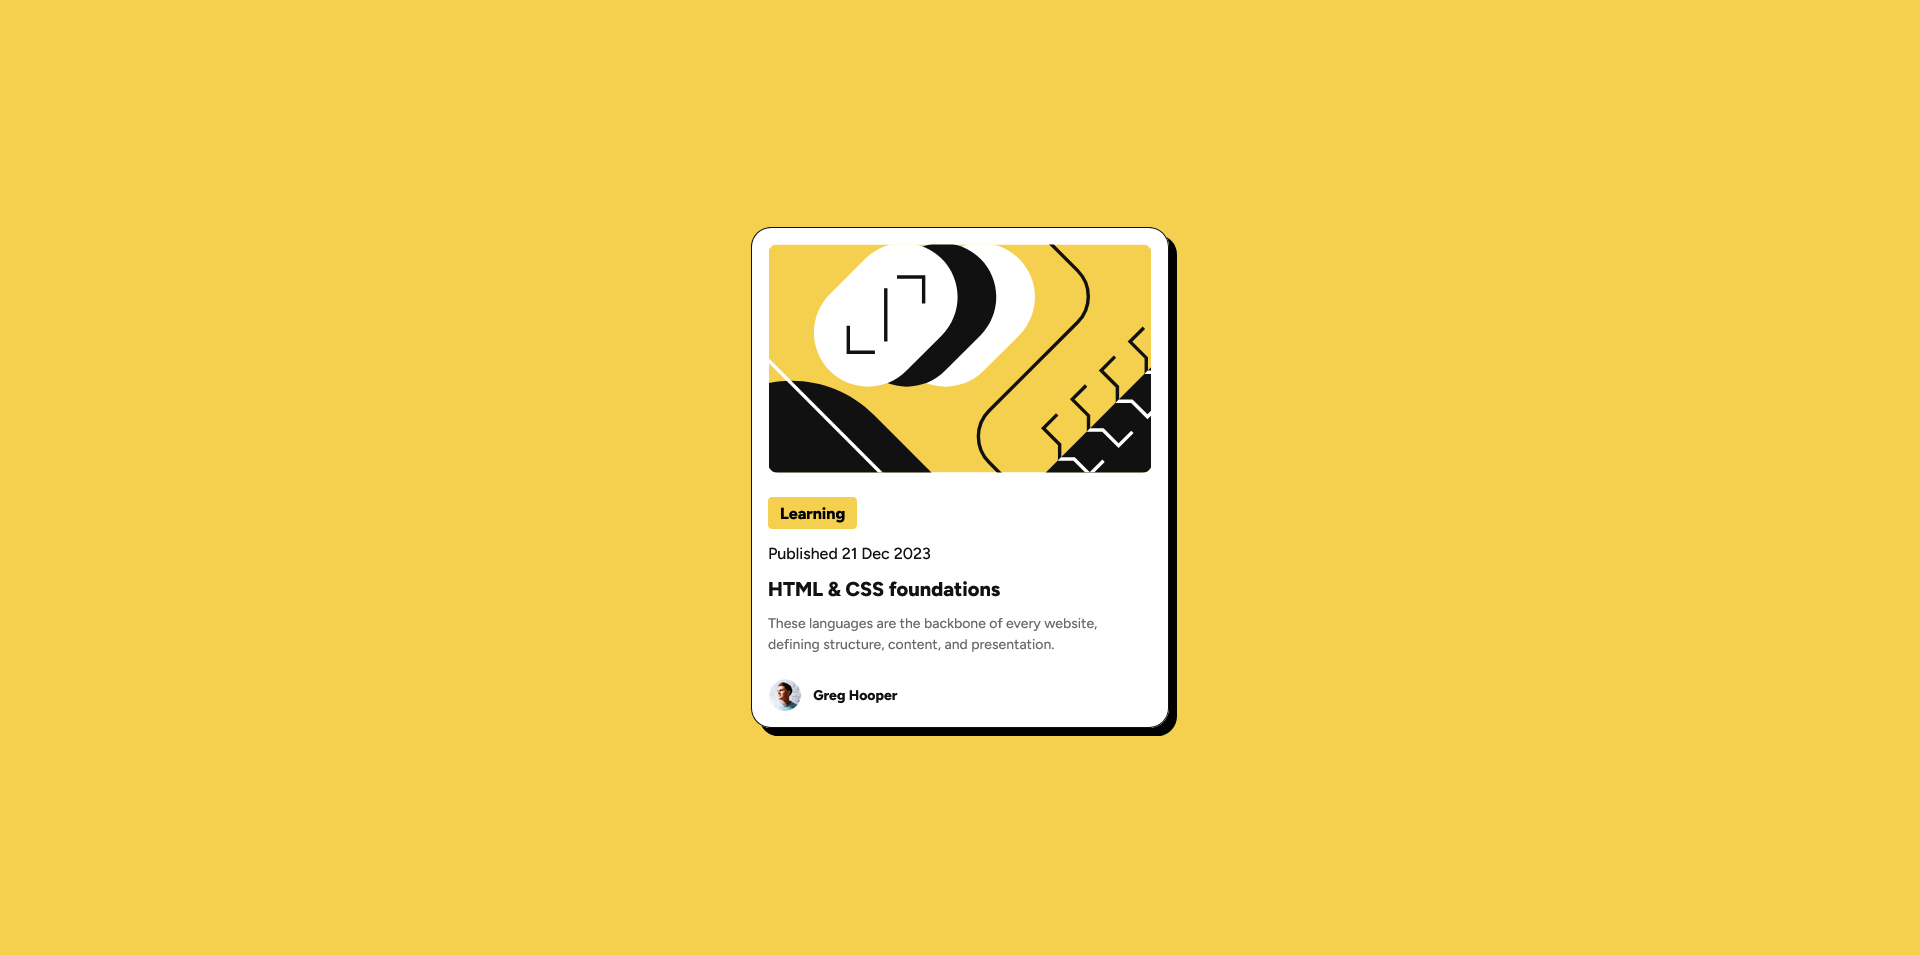 Learning
Published 21 Dec 2023
HTML & CSS foundations
These languages are the backbone of every website,
defining structure, content, and presentation.
Greg Hooper